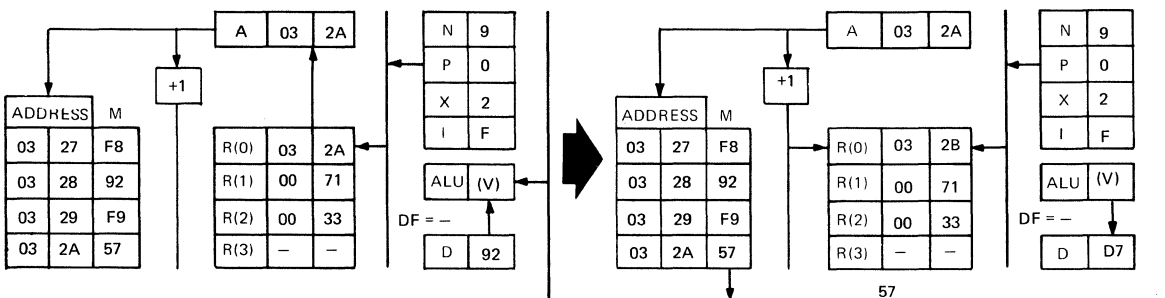 A 03 2A
+1
ADDRESS M
03 27 F8
03 28 92
03 29 F9
03 2A 57
R(0) 03 2A
R(1) 00 71
R(2) 00 33
R(3) – –
N 9
P 0
X 2
I F
ALU (V)
DF = –
D 92
A 03 2A
+1
ADDRESS M
03 27 F8
03 28 92
03 29 F9
03 2A 57
R(0) 03 2B
R(1) 00 71
R(2) 00 33
R(3) – –
57
N 9
P 0
X 2
I F
ALU (V)
DF = –
D D7